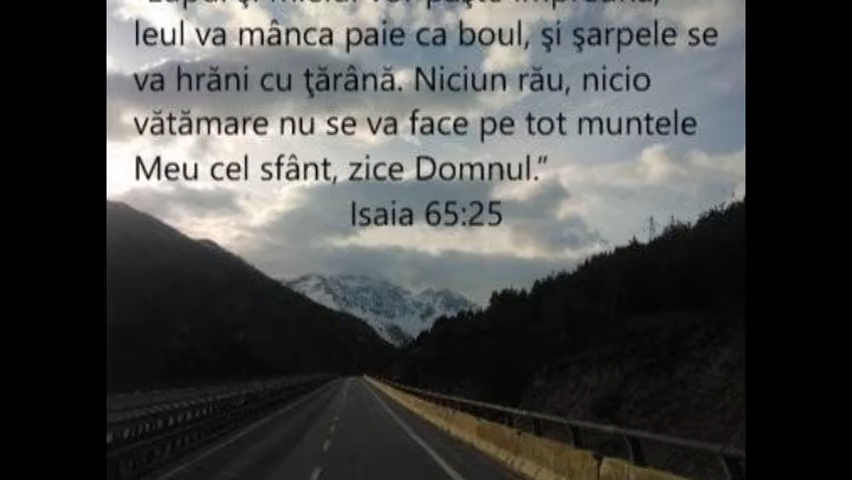 leul va mânca paie ca boul, şi şarpele se
va hrăni cu ţărână. Niciun rău, nicio
vătămare nu se va face pe tot muntele
Meu cel sfânt, zice Domnul.”
Isaia 65:25